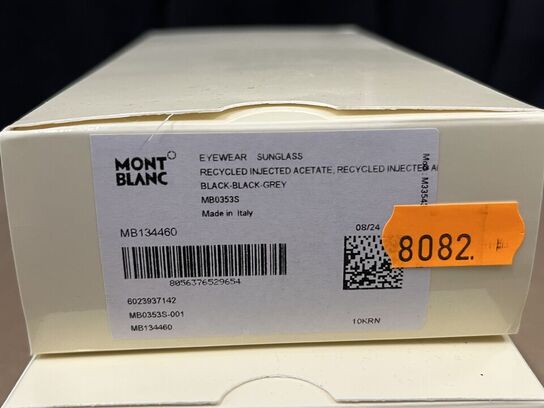 MONT
BLANC
EYEWEAR SUNGLASS
RECYCLED INJECTED ACETATE, RECYCLED INJECTED
BLACK-BLACK-GREY
MB0353S
Made in Italy
MB134460
08/24
8082.
8056376529654
6023937142
MB0353S-001
MB134460
10KRN